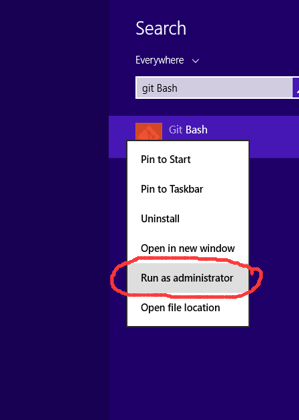 Search
Everywhere
git Bash
Git Bash
Pin to Start
Pin to Taskbar
Uninstall
Open in new window
Run as administrator
Open file location